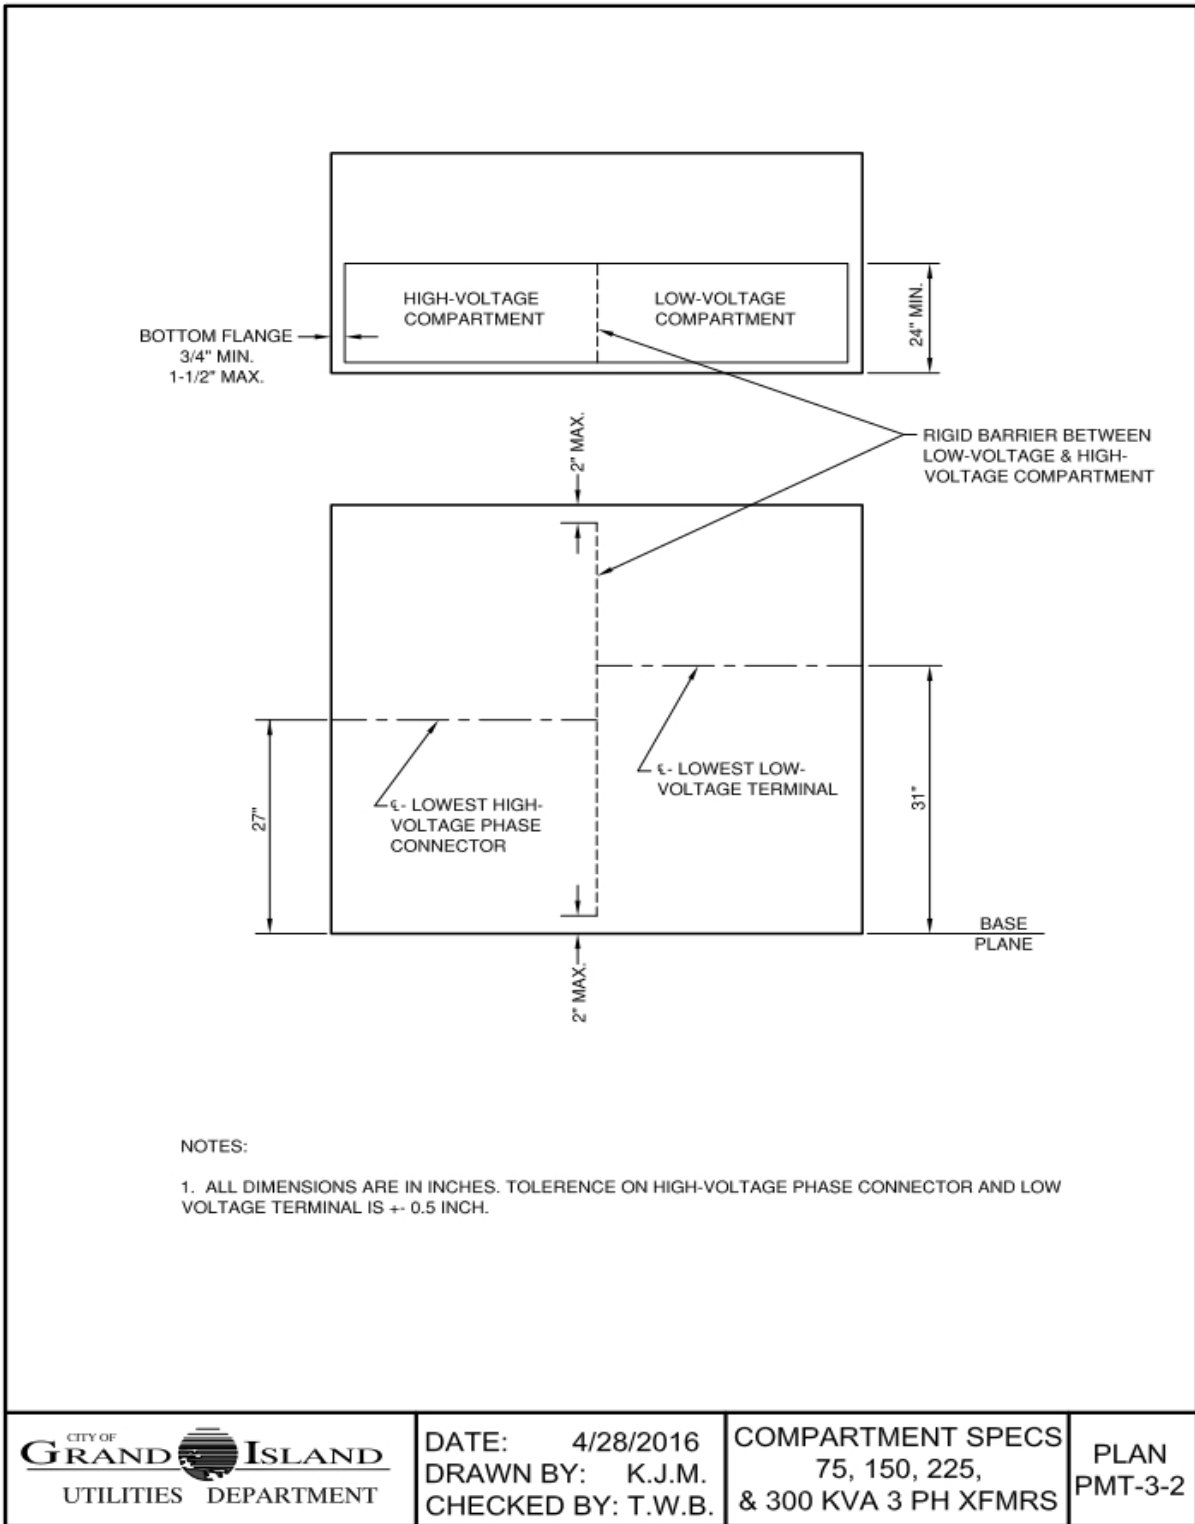 HIGH-VOLTAGE
COMPARTMENT
LOW-VOLTAGE
COMPARTMENT
24" MIN.
BOTTOM FLANGE
3/4" MIN.
1-1/2" MAX.
2" MAX.
RIGID BARRIER BETWEEN
LOW-VOLTAGE & HIGH-
VOLTAGE COMPARTMENT
℄- LOWEST LOW-
VOLTAGE TERMINAL
27"
℄- LOWEST HIGH-
VOLTAGE PHASE
CONNECTOR
31"
BASE
PLANE
2" MAX.
NOTES:
1. ALL DIMENSIONS ARE IN INCHES. TOLERENCE ON HIGH-VOLTAGE PHASE CONNECTOR AND LOW
VOLTAGE TERMINAL IS +- 0.5 INCH.
CITY OF
GRAND ISLAND
UTILITIES DEPARTMENT
DATE: 4/28/2016
DRAWN BY: K.J.M.
CHECKED BY: T.W.B.
COMPARTMENT SPECS
75, 150, 225,
& 300 KVA 3 PH XFMRS
PLAN
PMT-3-2